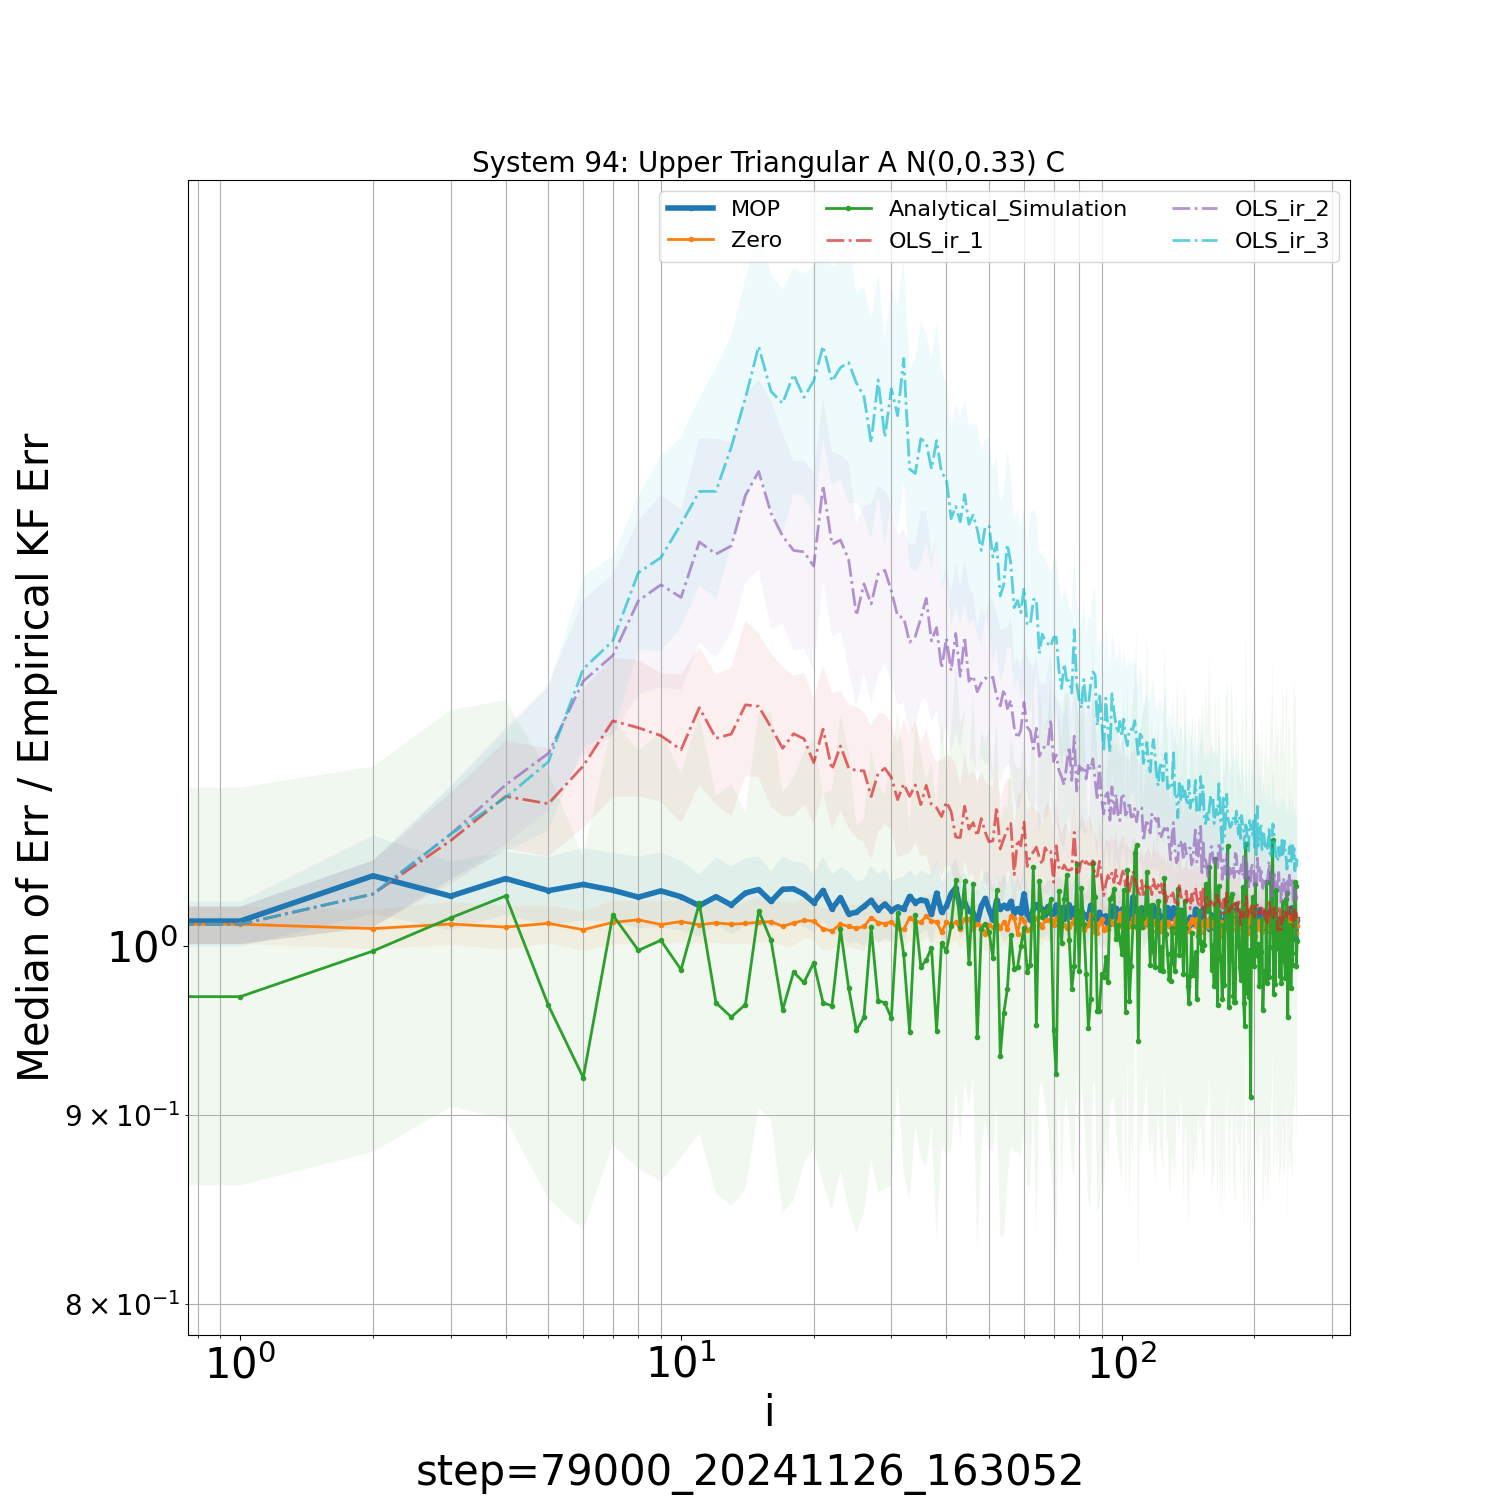 System 94: Upper Triangular A N(0,0.33) C
MOP
Zero
Analytical_Simulation
OLS_ir_1
OLS_ir_2
OLS_ir_3
Median of Err / Empirical KF Err
10⁰
9 × 10⁻¹
8 × 10⁻¹
10⁰ 10¹ 10²
i
step=79000_20241126_163052